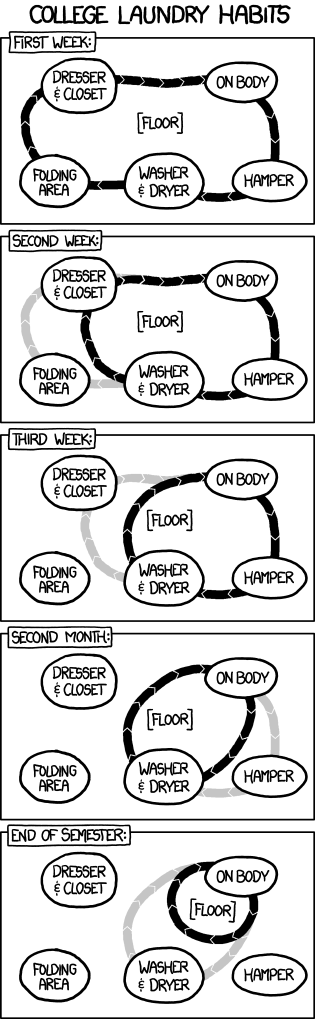 COLLEGE LAUNDRY HABITS
FIRST WEEK:
DRESSER
& CLOSET
ON BODY
[FLOOR]
FOLDING
AREA
WASHER
& DRYER
HAMPER
SECOND WEEK:
DRESSER
& CLOSET
ON BODY
[FLOOR]
FOLDING
AREA
WASHER
& DRYER
HAMPER
THIRD WEEK:
DRESSER
& CLOSET
ON BODY
[FLOOR]
FOLDING
AREA
WASHER
& DRYER
HAMPER
SECOND MONTH:
DRESSER
& CLOSET
ON BODY
[FLOOR]
FOLDING
AREA
WASHER
& DRYER
HAMPER
END OF SEMESTER:
DRESSER
& CLOSET
ON BODY
[FLOOR]
FOLDING
AREA
WASHER
& DRYER
HAMPER